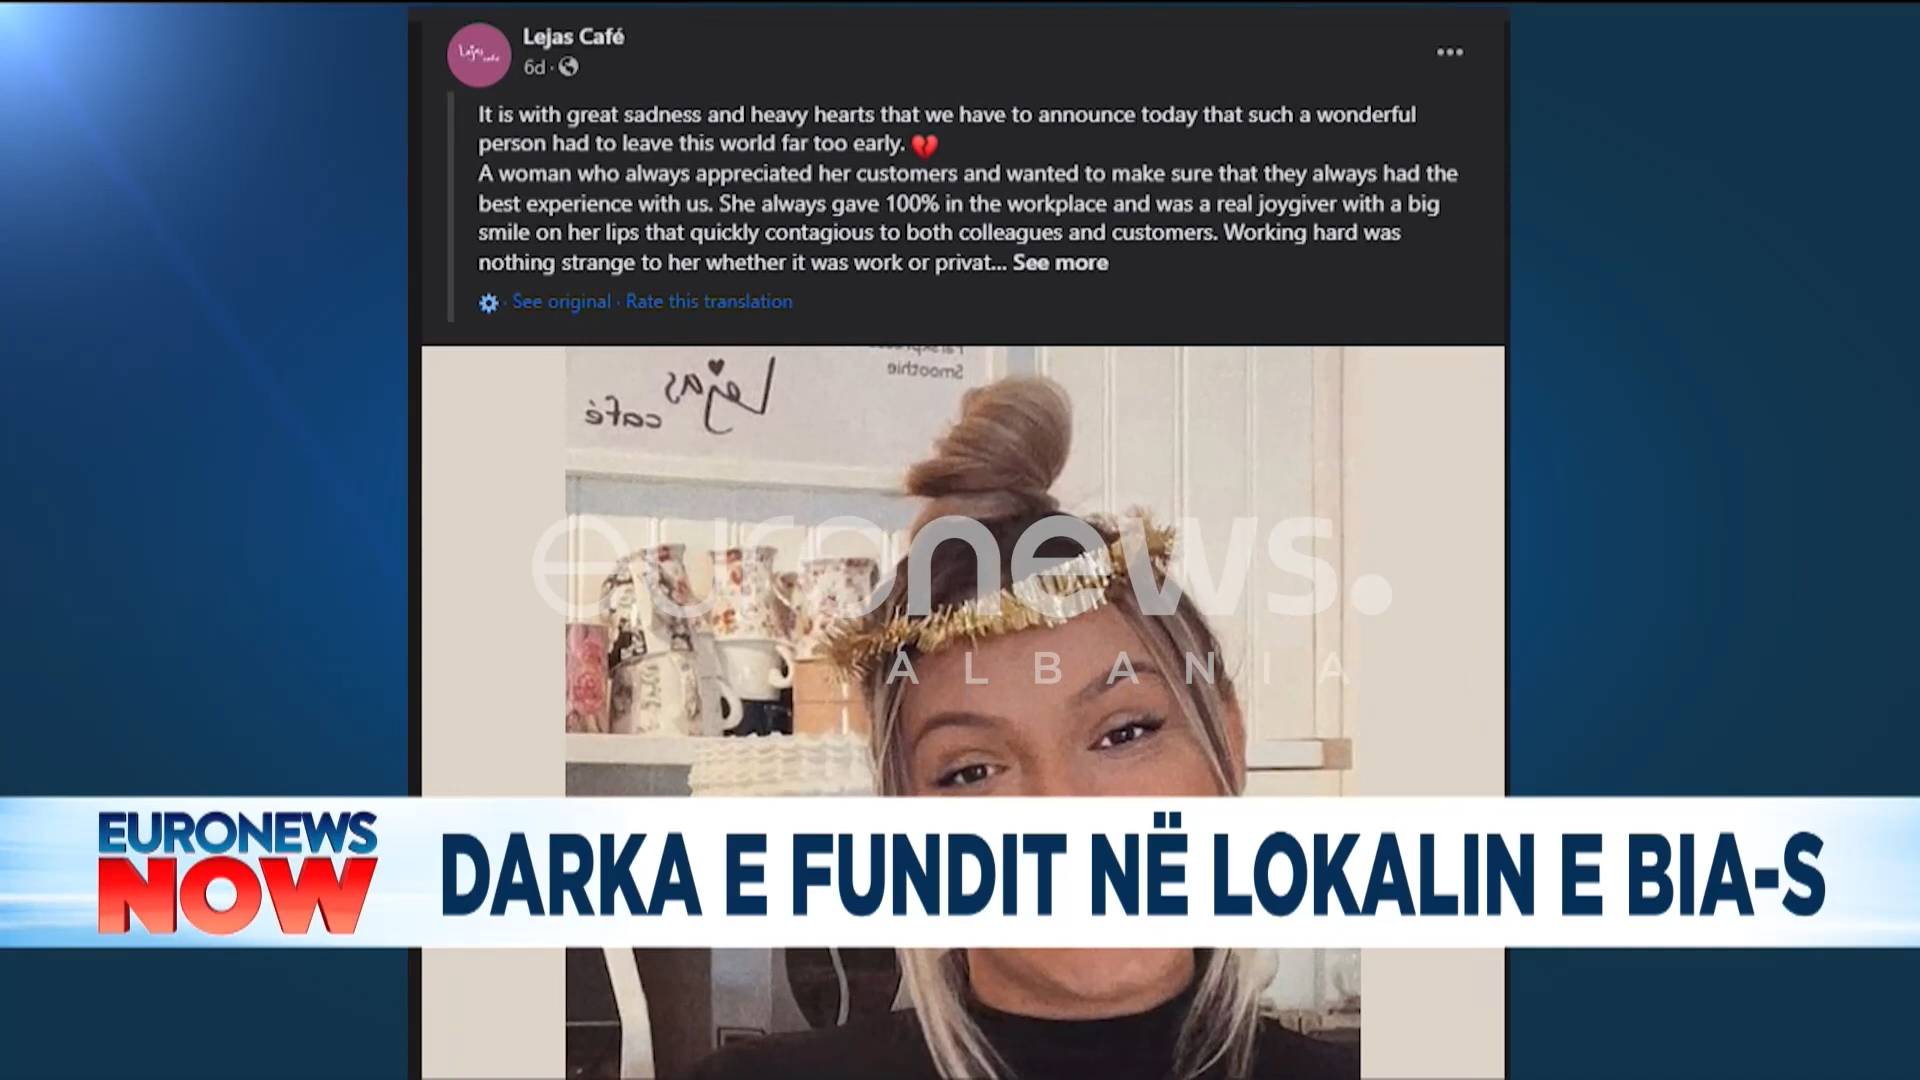 Lejas Café
6d ·
It is with great sadness and heavy hearts that we have to announce today that such a wonderful
person had to leave this world far too early. 💔
A woman who always appreciated her customers and wanted to make sure that they always had the
best experience with us. She always gave 100% in the workplace and was a real joygiver with a big
smile on her lips that quickly contagious to both colleagues and customers. Working hard was
nothing strange to her whether it was work or privat... See more
· See original · Rate this translation
Smoothie
Lejas
café
euronews.
ALBANIA
EURONEWS
NOW
DARKA E FUNDIT NË LOKALIN E BIA-S